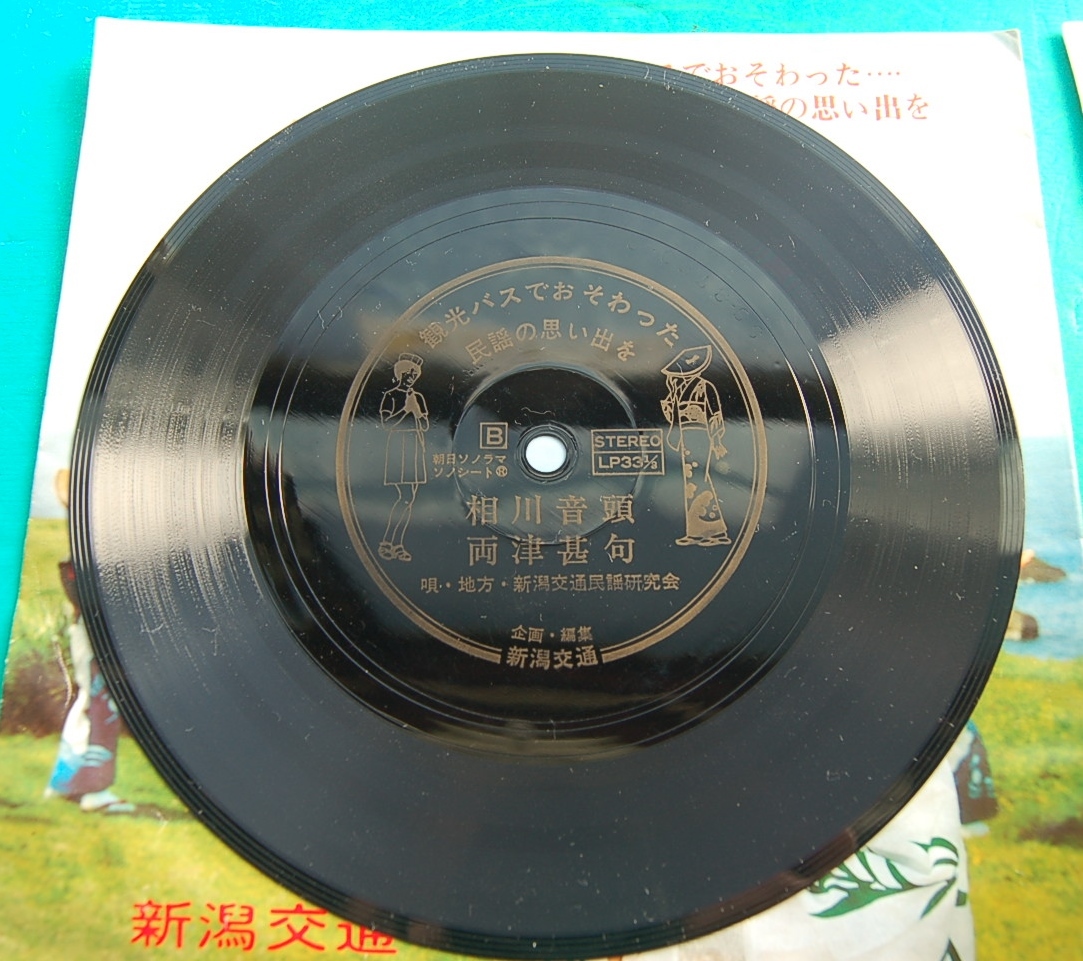 でおそわった‥‥
の思い出を
観光バスでおそわった
民謡の思い出を
B
朝日ソノラマ
ソノシート®
STEREO
LP33⅓
相川音頭
両津甚句
唄・地方・新潟交通民謡研究会
企画・編集
新潟交通
新潟交通